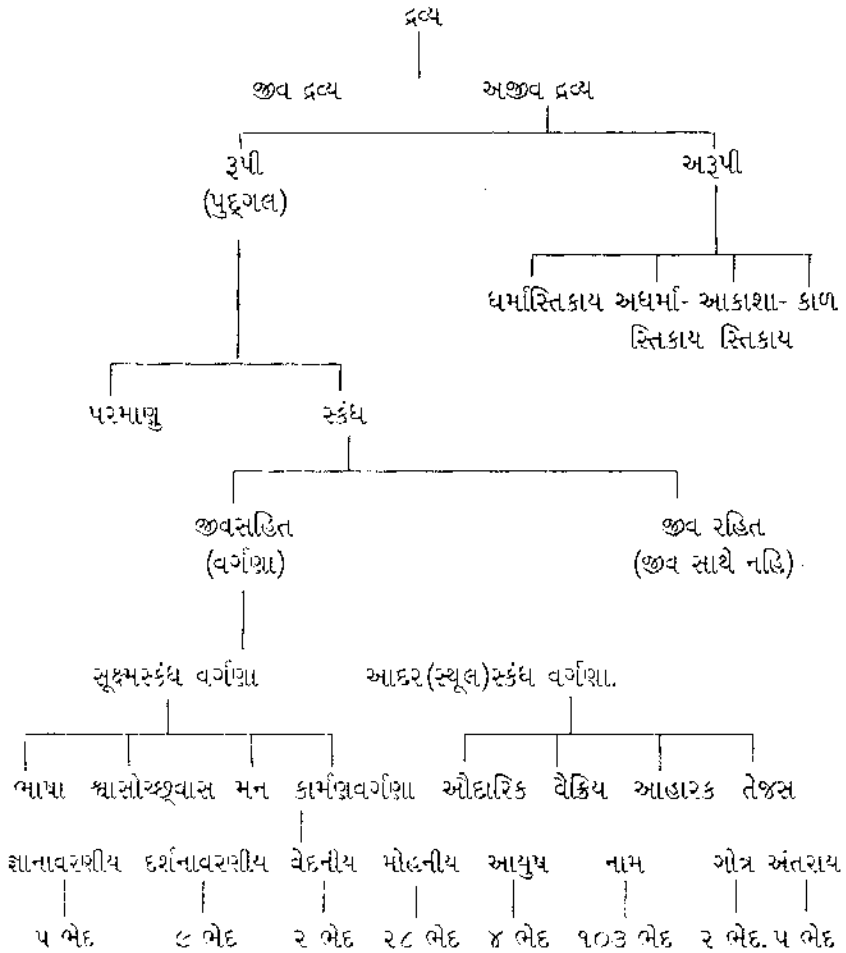 દ્રવ્ય
જીવ દ્રવ્ય અજીવ દ્રવ્ય
રૂપી અરૂપી
(પુદ્ગલ)
ધર્માસ્તિકાય અધર્મા- આકાશા- કાળ
સ્તિકાય સ્તિકાય
પરમાણુ સ્કંધ
જીવસહિત જીવ રહિત
(વર્ગણા) (જીવ સાથે નહિ)
સૂક્ષ્મસ્કંધ વર્ગણા આદર(સ્થૂલ)સ્કંધ વર્ગણા.
ભાષા શ્વાસોચ્છ્વાસ મન કાર્મણવર્ગણા ઔદારિક વૈક્રિય આહારક તેજસ
જ્ઞાનાવરણીય દર્શનાવરણીય વેદનીય મોહનીય આયુષ નામ ગોત્ર અંતરાય
૫ ભેદ ૯ ભેદ ૨ ભેદ ૨૮ ભેદ ૪ ભેદ ૧૦૩ ભેદ ૨ ભેદ. ૫ ભેદ